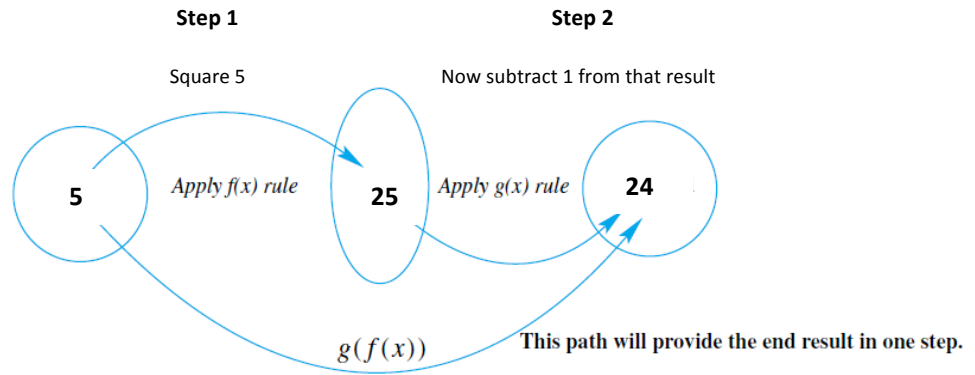 Step 1
Step 2
Square 5
Now subtract 1 from that result
5
Apply f(x) rule
25
Apply g(x) rule
24
g(f(x))
This path will provide the end result in one step.